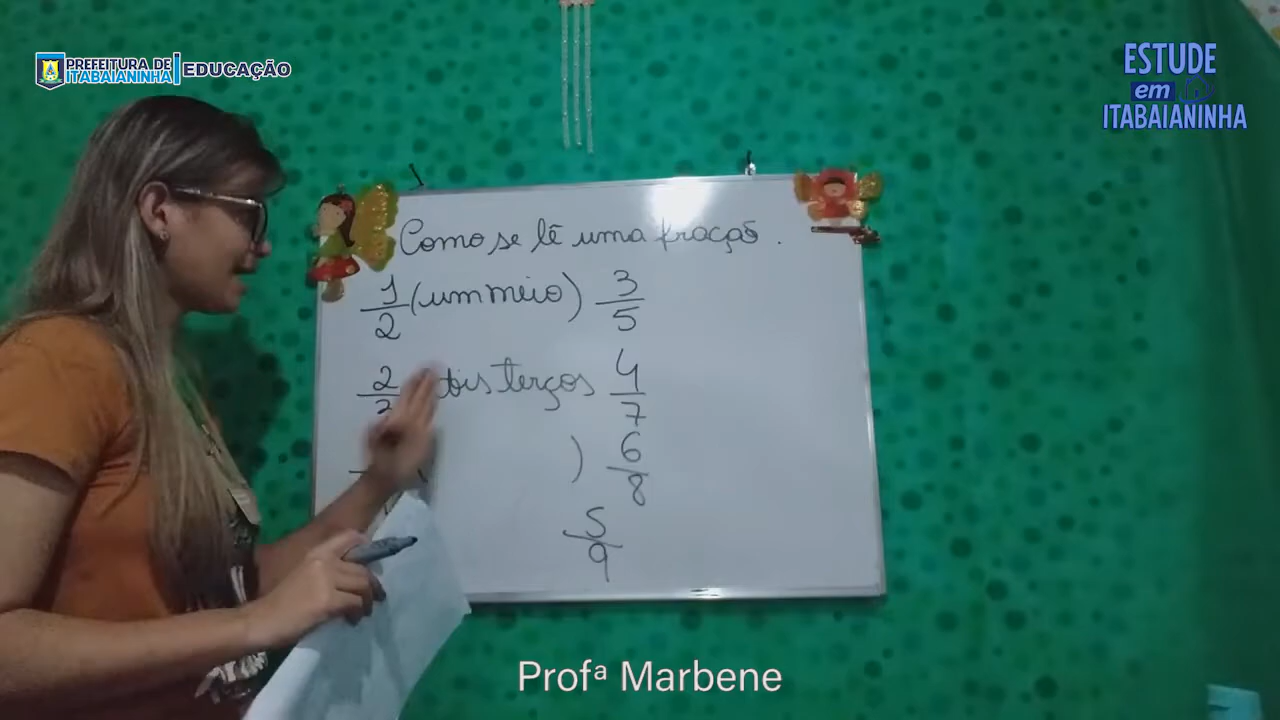 PREFEITURA DE
ITABAIANINHA
EDUCAÇÃO
ESTUDE
em
ITABAIANINHA
Como se lê uma fração.
1/2 (um meio) 3/5
2/3 dois terços 4/7
) 6/8
5/9
Profª Marbene